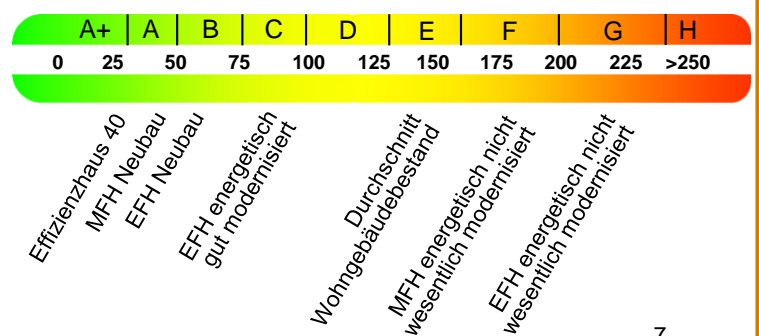 A+ A B C D E F G H
0 25 50 75 100 125 150 175 200 225 >250
Effizienzhaus 40
MFH Neubau
EFH Neubau
EFH energetisch
gut modernisiert
Durchschnitt
Wohngebäudebestand
MFH energetisch nicht
wesentlich modernisiert
EFH energetisch nicht
wesentlich modernisiert
7